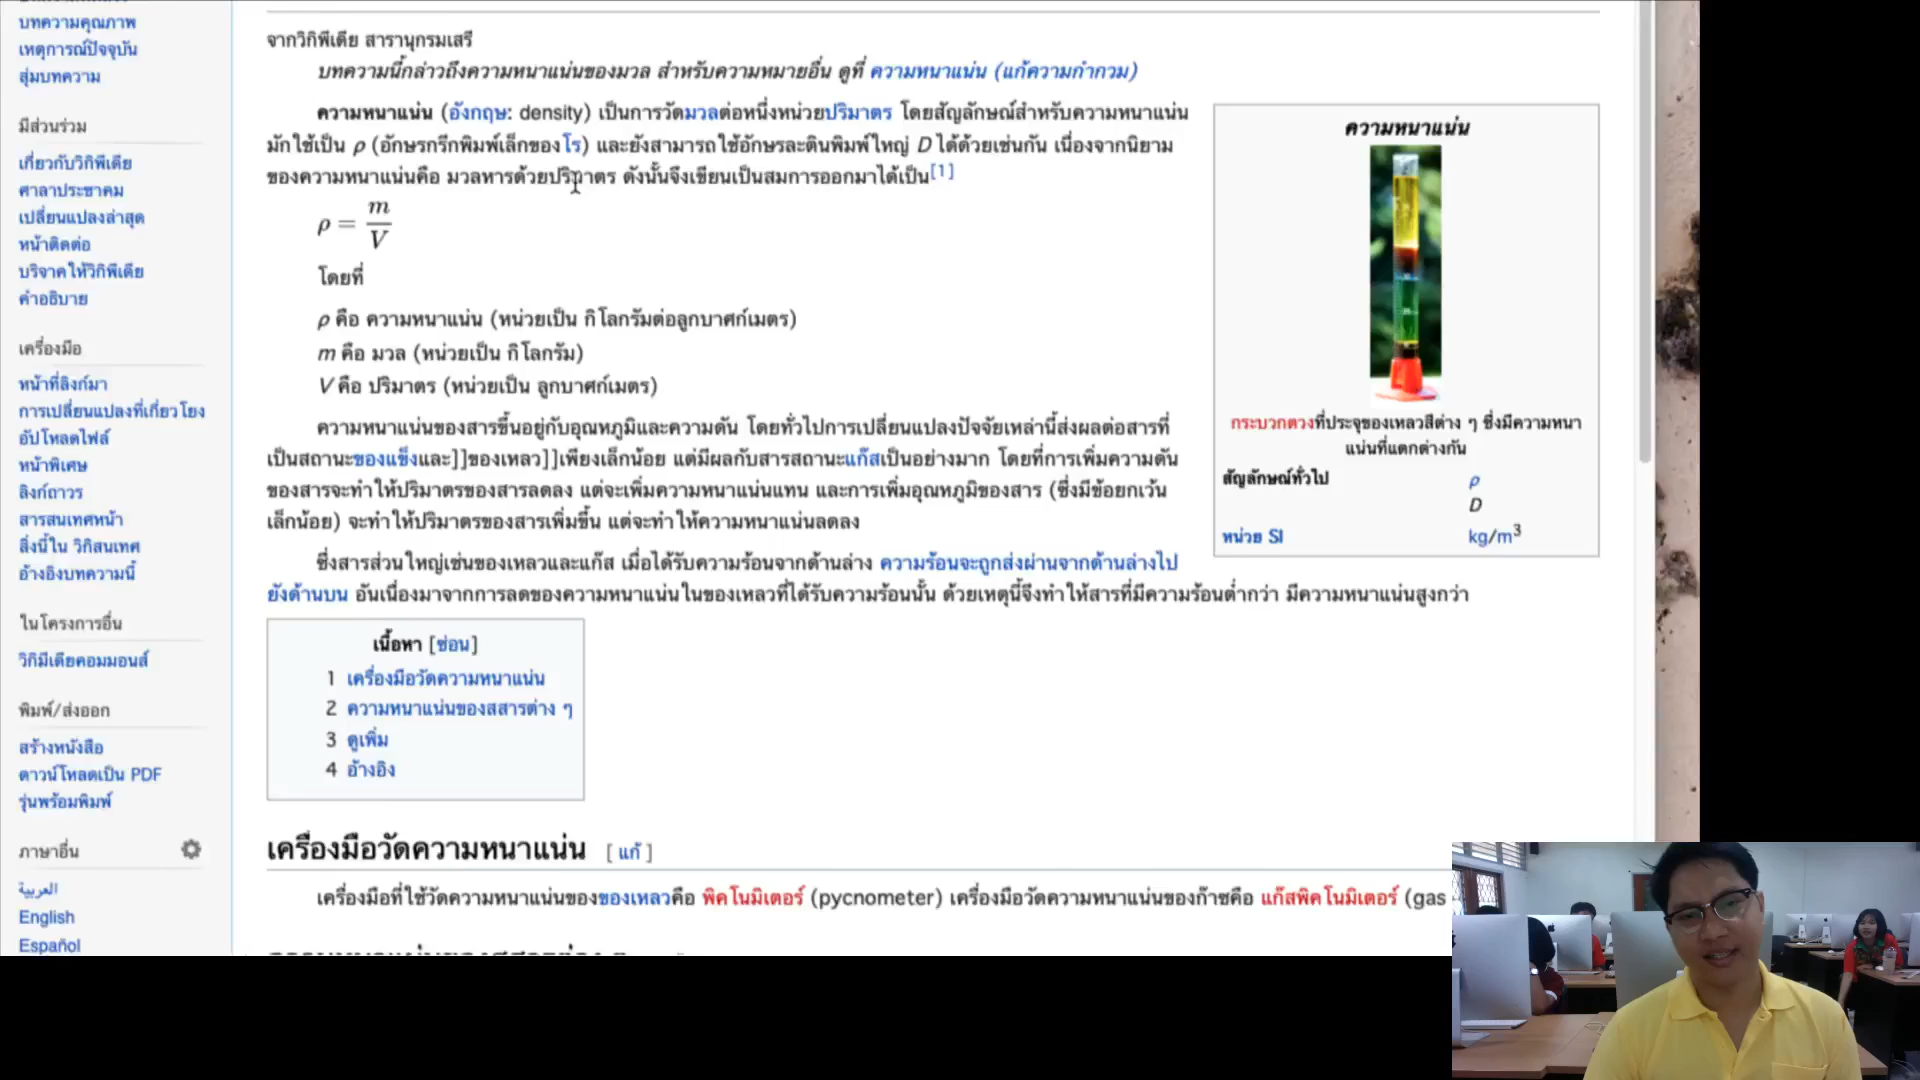 บทความคุณภาพ
เหตุการณ์ปัจจุบัน
สุ่มบทความ
มีส่วนร่วม
เกี่ยวกับวิกิพีเดีย
ศาลาประชาคม
เปลี่ยนแปลงล่าสุด
หน้าติดต่อ
บริจาคให้วิกิพีเดีย
คำอธิบาย
เครื่องมือ
หน้าที่ลิงก์มา
การเปลี่ยนแปลงที่เกี่ยวโยง
อัปโหลดไฟล์
หน้าพิเศษ
ลิงก์ถาวร
สารสนเทศหน้า
สิ่งนี้ใน วิกิสนเทศ
อ้างอิงบทความนี้
ในโครงการอื่น
วิกิมีเดียคอมมอนส์
พิมพ์/ส่งออก
สร้างหนังสือ
ดาวน์โหลดเป็น PDF
รุ่นพร้อมพิมพ์
ภาษาอื่น
العربية
English
Español
จากวิกิพีเดีย สารานุกรมเสรี
บทความนี้กล่าวถึงความหนาแน่นของมวล สำหรับความหมายอื่น ดูที่ ความหนาแน่น (แก้ความกำกวม)
ความหนาแน่น (อังกฤษ: density) เป็นการวัดมวลต่อหนึ่งหน่วยปริมาตร โดยสัญลักษณ์สำหรับความหนาแน่น
มักใช้เป็น ρ (อักษรกรีกพิมพ์เล็กของโร) และยังสามารถใช้อักษรละตินพิมพ์ใหญ่ D ได้ด้วยเช่นกัน เนื่องจากนิยาม
ของความหนาแน่นคือ มวลหารด้วยปริมาตร ดังนั้นจึงเขียนเป็นสมการออกมาได้เป็น[1]
ρ = m/V
โดยที่
ρ คือ ความหนาแน่น (หน่วยเป็น กิโลกรัมต่อลูกบาศก์เมตร)
m คือ มวล (หน่วยเป็น กิโลกรัม)
V คือ ปริมาตร (หน่วยเป็น ลูกบาศก์เมตร)
ความหนาแน่นของสารขึ้นอยู่กับอุณหภูมิและความดัน โดยทั่วไปการเปลี่ยนแปลงปัจจัยเหล่านี้ส่งผลต่อสารที่
เป็นสถานะของแข็งและ]]ของเหลว]]เพียงเล็กน้อย แต่มีผลกับสารสถานะแก๊สเป็นอย่างมาก โดยที่การเพิ่มความดัน
ของสารจะทำให้ปริมาตรของสารลดลง แต่จะเพิ่มความหนาแน่นแทน และการเพิ่มอุณหภูมิของสาร (ซึ่งมีข้อยกเว้น
เล็กน้อย) จะทำให้ปริมาตรของสารเพิ่มขึ้น แต่จะทำให้ความหนาแน่นลดลง
ซึ่งสารส่วนใหญ่เช่นของเหลวและแก๊ส เมื่อได้รับความร้อนจากด้านล่าง ความร้อนจะถูกส่งผ่านจากด้านล่างไป
ยังด้านบน อันเนื่องมาจากการลดของความหนาแน่นในของเหลวที่ได้รับความร้อนนั้น ด้วยเหตุนี้จึงทำให้สารที่มีความร้อนต่ำกว่า มีความหนาแน่นสูงกว่า
ความหนาแน่น
กระบอกตวงที่ประจุของเหลวสีต่าง ๆ ซึ่งมีความหนา
แน่นที่แตกต่างกัน
สัญลักษณ์ทั่วไป ρ
D
หน่วย SI kg/m3
เนื้อหา [ซ่อน]
1 เครื่องมือวัดความหนาแน่น
2 ความหนาแน่นของสสารต่าง ๆ
3 ดูเพิ่ม
4 อ้างอิง
เครื่องมือวัดความหนาแน่น [ แก้ ]
เครื่องมือที่ใช้วัดความหนาแน่นของของเหลวคือ พิคโนมิเตอร์ (pycnometer) เครื่องมือวัดความหนาแน่นของก๊าซคือ แก๊สพิคโนมิเตอร์ (gas